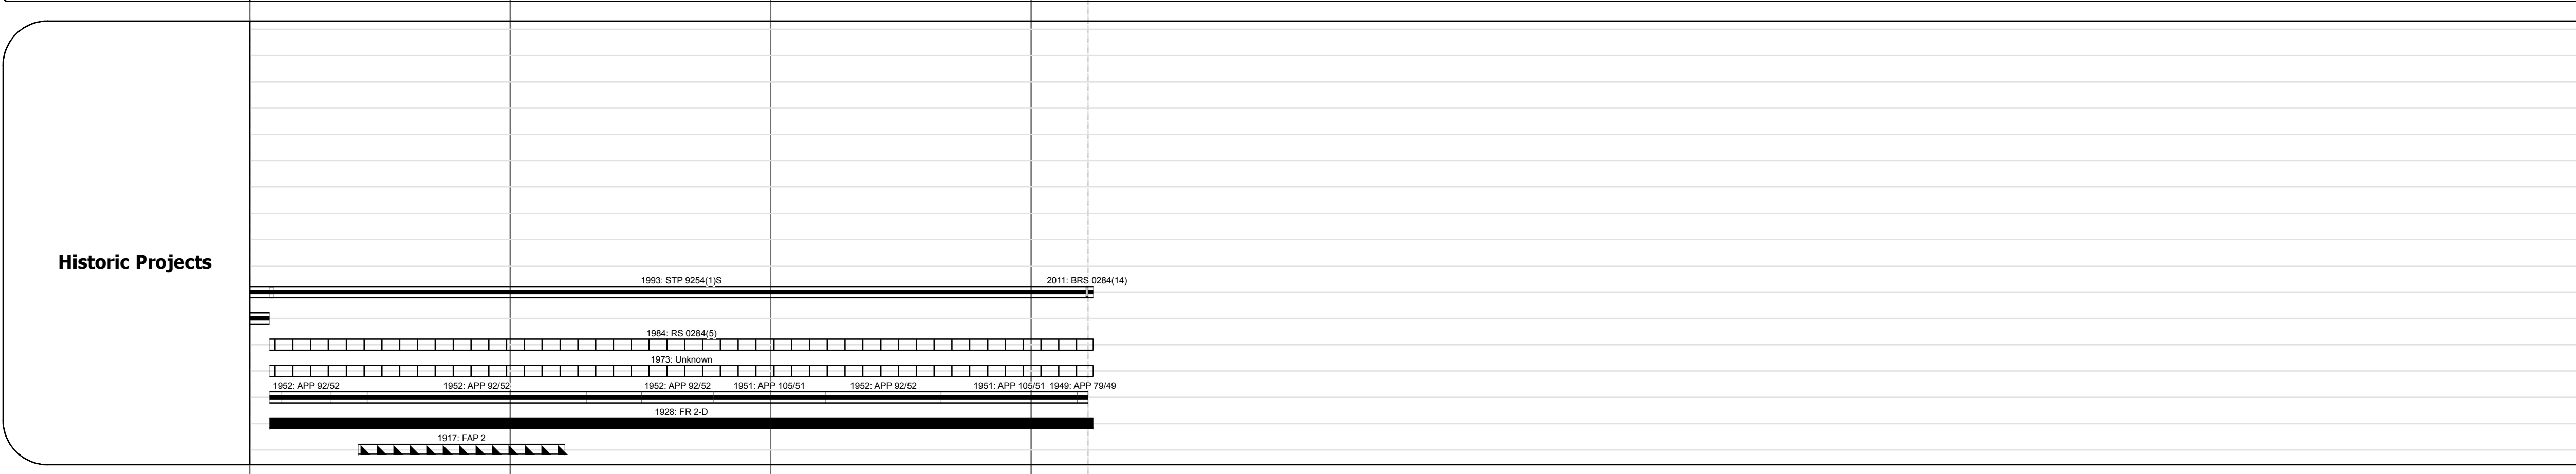 Historic Projects
1993: STP 9254(1)S 2011: BRS 0284(14)
1984: RS 0284(5)
1973: Unknown
1952: APP 92/52 1952: APP 92/52 1952: APP 92/52 1951: APP 105/51 1952: APP 92/52 1951: APP 105/51 1949: APP 79/49
1928: FR 2-D
1917: FAP 2